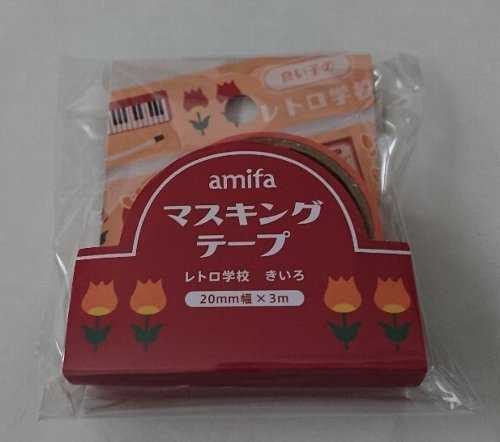 良い子の
レトロ学校
amifa
マスキング
テープ
レトロ学校 きいろ
20mm幅×3m